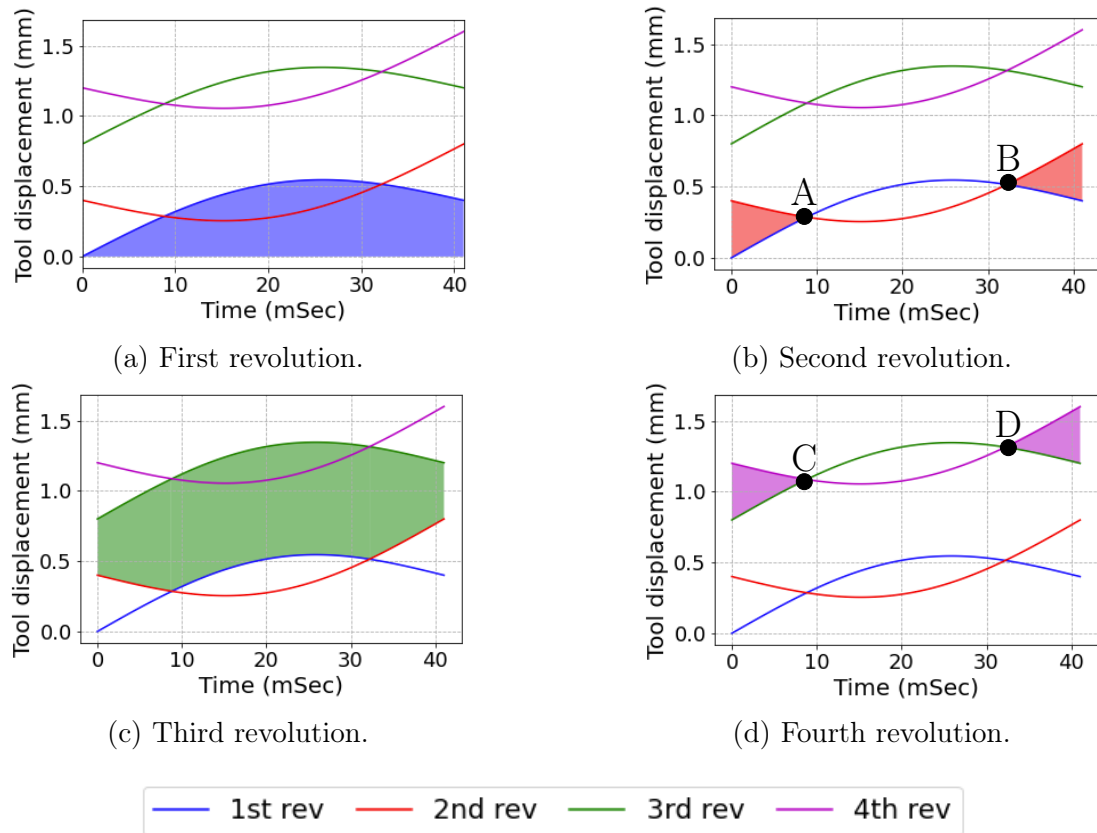 Tool displacement (mm)
1.5
1.0
0.5
0.0
0 10 20 30 40
Time (mSec)
(a) First revolution.
Tool displacement (mm)
1.5
1.0
0.5
0.0
A
B
0 10 20 30 40
Time (mSec)
(b) Second revolution.
Tool displacement (mm)
1.5
1.0
0.5
0.0
0 10 20 30 40
Time (mSec)
(c) Third revolution.
Tool displacement (mm)
1.5
1.0
0.5
0.0
C
D
0 10 20 30 40
Time (mSec)
(d) Fourth revolution.
1st rev 2nd rev 3rd rev 4th rev